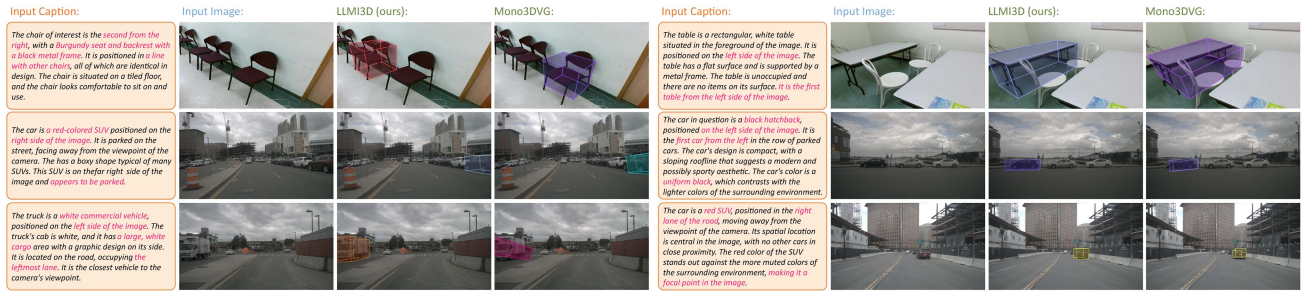 Input Caption: Input Image: LLMI3D (ours): Mono3DVG: Input Caption: Input Image: LLMI3D (ours): Mono3DVG:
The chair of interest is the second from the
right, with a Burgundy seat and backrest with
a black metal frame. It is positioned in a line
with other chairs, all of which are identical in
design. The chair is situated on a tiled floor,
and the chair looks comfortable to sit on and
use.
The table is a rectangular, white table
situated in the foreground of the image. It is
positioned on the left side of the image. The
table has a flat surface and is supported by a
metal frame. The table is unoccupied and
there are no items on its surface. It is the first
table from the left side of the image.
The car is a red-colored SUV positioned on the
right side of the image. It is parked on the
street, facing away from the viewpoint of the
camera. The has a boxy shape typical of many
SUVs. This SUV is on thefar right side of the
image and appears to be parked.
The car in question is a black hatchback,
positioned on the left side of the image. It is
the first car from the left in the row of parked
cars. The car's design is compact, with a
sloping roofline that suggests a modern and
possibly sporty aesthetic. The car's color is a
uniform black, which contrasts with the
lighter colors of the surrounding environment.
The truck is a white commercial vehicle,
positioned on the left side of the image. The
truck's cab is white, and it has a large, white
cargo area with a graphic design on its side.
It is located on the road, occupying the
leftmost lane. It is the closest vehicle to the
camera's viewpoint.
The car is a red SUV, positioned in the right
lane of the road, moving away from the
viewpoint of the camera. Its spatial location
is central in the image, with no other cars in
close proximity. The red color of the SUV
stands out against the more muted colors of
the surrounding environment, making it a
focal point in the image.